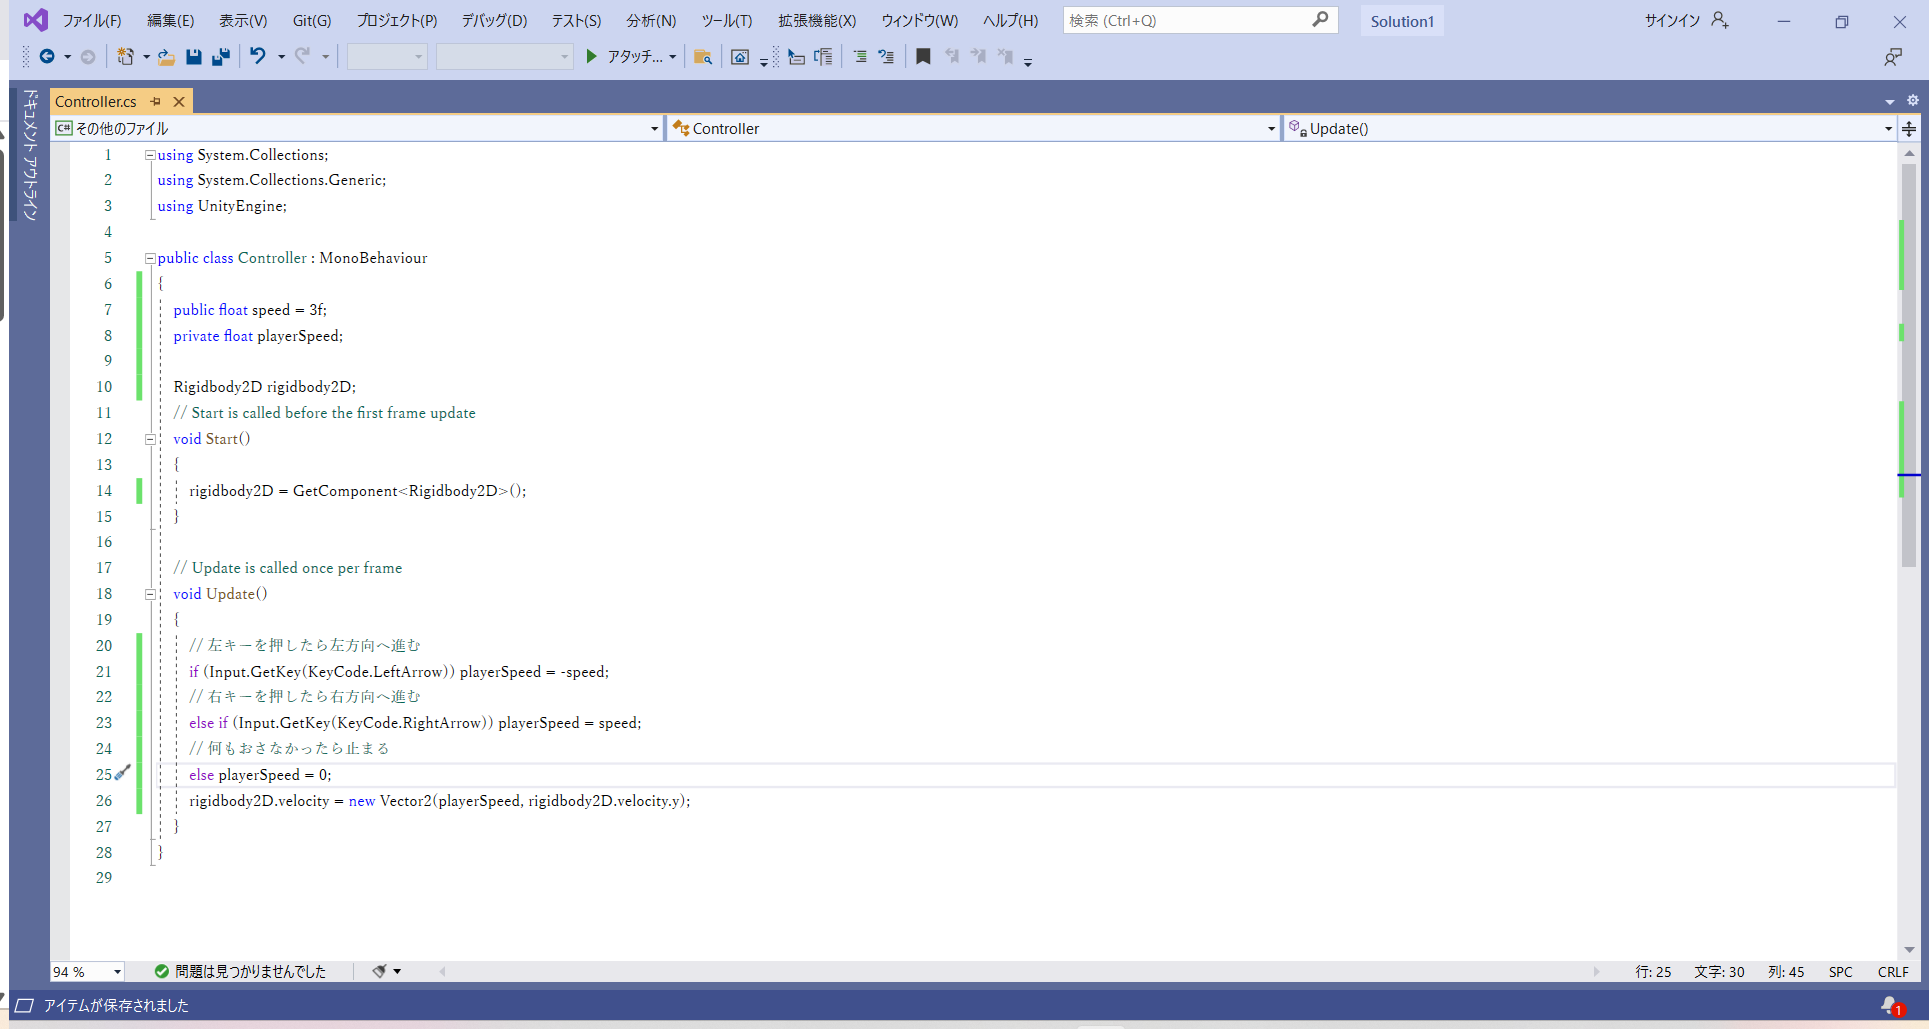 ファイル(F) 編集(E) 表示(V) Git(G) プロジェクト(P) デバッグ(D) テスト(S) 分析(N) ツール(T) 拡張機能(X) ウィンドウ(W) ヘルプ(H) 検索 (Ctrl+Q) Solution1 サインイン
アタッチ...
ドキュメント アウトライン
Controller.cs
C# その他のファイル Controller Update()
1 using System.Collections;
2 using System.Collections.Generic;
3 using UnityEngine;
4
5 public class Controller : MonoBehaviour
6 {
7 public float speed = 3f;
8 private float playerSpeed;
9
10 Rigidbody2D rigidbody2D;
11 // Start is called before the first frame update
12 void Start()
13 {
14 rigidbody2D = GetComponent<Rigidbody2D>();
15 }
16
17 // Update is called once per frame
18 void Update()
19 {
20 // 左キーを押したら左方向へ進む
21 if (Input.GetKey(KeyCode.LeftArrow)) playerSpeed = -speed;
22 // 右キーを押したら右方向へ進む
23 else if (Input.GetKey(KeyCode.RightArrow)) playerSpeed = speed;
24 // 何もおさなかったら止まる
25 else playerSpeed = 0;
26 rigidbody2D.velocity = new Vector2(playerSpeed, rigidbody2D.velocity.y);
27 }
28 }
29
94 % 問題は見つかりませんでした 行: 25 文字: 30 列: 45 SPC CRLF
アイテムが保存されました 1